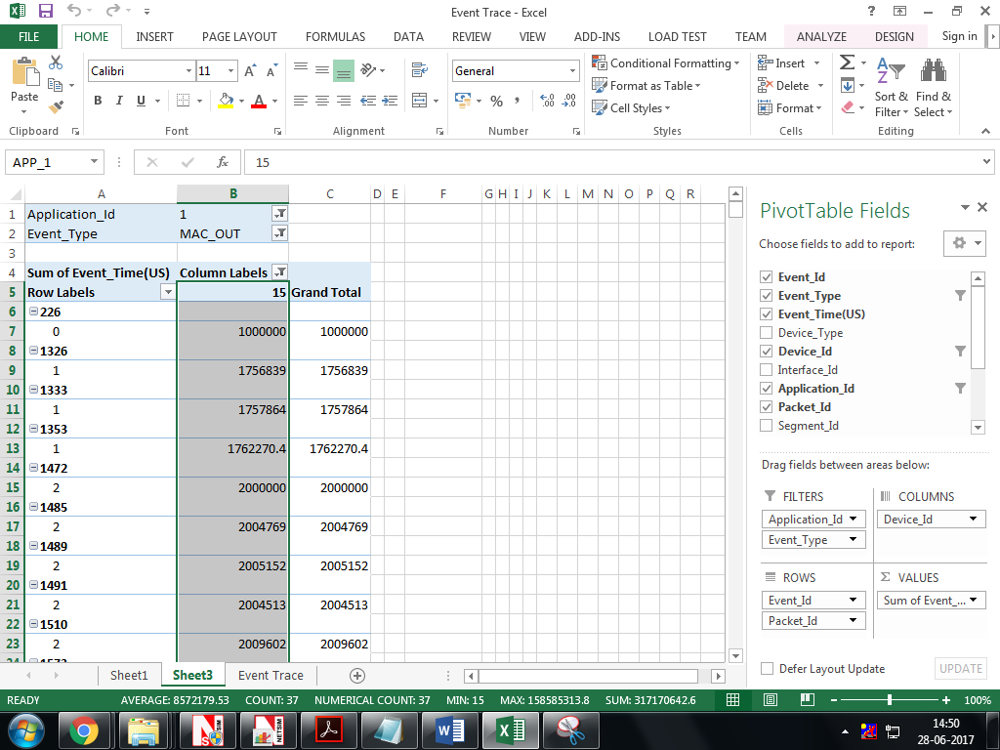 Event Trace - Excel
?
FILE HOME INSERT PAGE LAYOUT FORMULAS DATA REVIEW VIEW ADD-INS LOAD TEST TEAM ANALYZE DESIGN Sign in
Paste
Calibri 11
B I U A
General
% ,
Conditional Formatting
Format as Table
Cell Styles
Insert
Delete
Format
Sort & Filter
Find & Select
Clipboard Font Alignment Number Styles Cells Editing
APP_1 fx 15
A B C D E F G H I J K L M N O P Q R
1 Application_Id 1
2 Event_Type MAC_OUT
3
4 Sum of Event_Time(US) Column Labels
5 Row Labels 15 Grand Total
6 226
7 0 1000000 1000000
8 1326
9 1 1756839 1756839
10 1333
11 1 1757864 1757864
12 1353
13 1 1762270.4 1762270.4
14 1472
15 2 2000000 2000000
16 1485
17 2 2004769 2004769
18 1489
19 2 2005152 2005152
20 1491
21 2 2004513 2004513
22 1510
23 2 2009602 2009602
PivotTable Fields
Choose fields to add to report:
Event_Id
Event_Type
Event_Time(US)
Device_Type
Device_Id
Interface_Id
Application_Id
Packet_Id
Segment_Id
Drag fields between areas below:
FILTERS
Application_Id
Event_Type
COLUMNS
Device_Id
ROWS
Event_Id
Packet_Id
Σ VALUES
Sum of Event_...
Defer Layout Update UPDATE
Sheet1 Sheet3 Event Trace
READY AVERAGE: 8572179.53 COUNT: 37 NUMERICAL COUNT: 37 MIN: 15 MAX: 158585313.8 SUM: 317170642.6 100%
14:50
28-06-2017